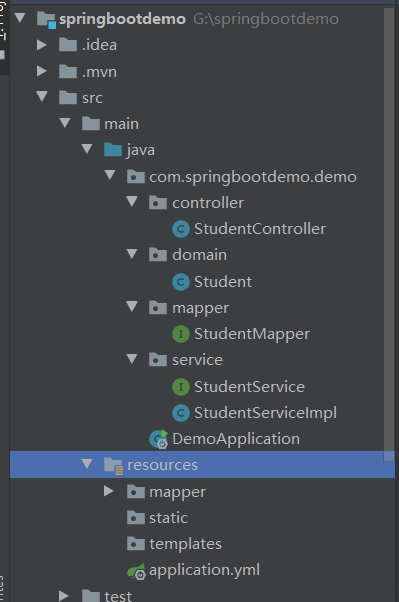 springbootdemo G:\springbootdemo
.idea
.mvn
src
main
java
com.springbootdemo.demo
controller
C StudentController
domain
C Student
mapper
I StudentMapper
service
I StudentService
C StudentServiceImpl
DemoApplication
resources
mapper
static
templates
application.yml
test